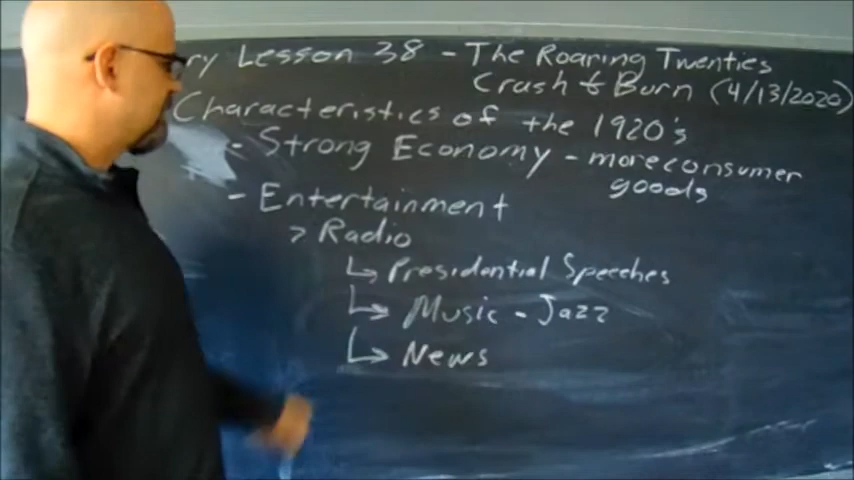 ry Lesson 38 - The Roaring Twenties
Crash & Burn (4/13/2020)
Characteristics of the 1920's
- Strong Economy - more consumer
goods
- Entertainment
> Radio
↳ Presidential Speeches
↳ Music - Jazz
↳ News